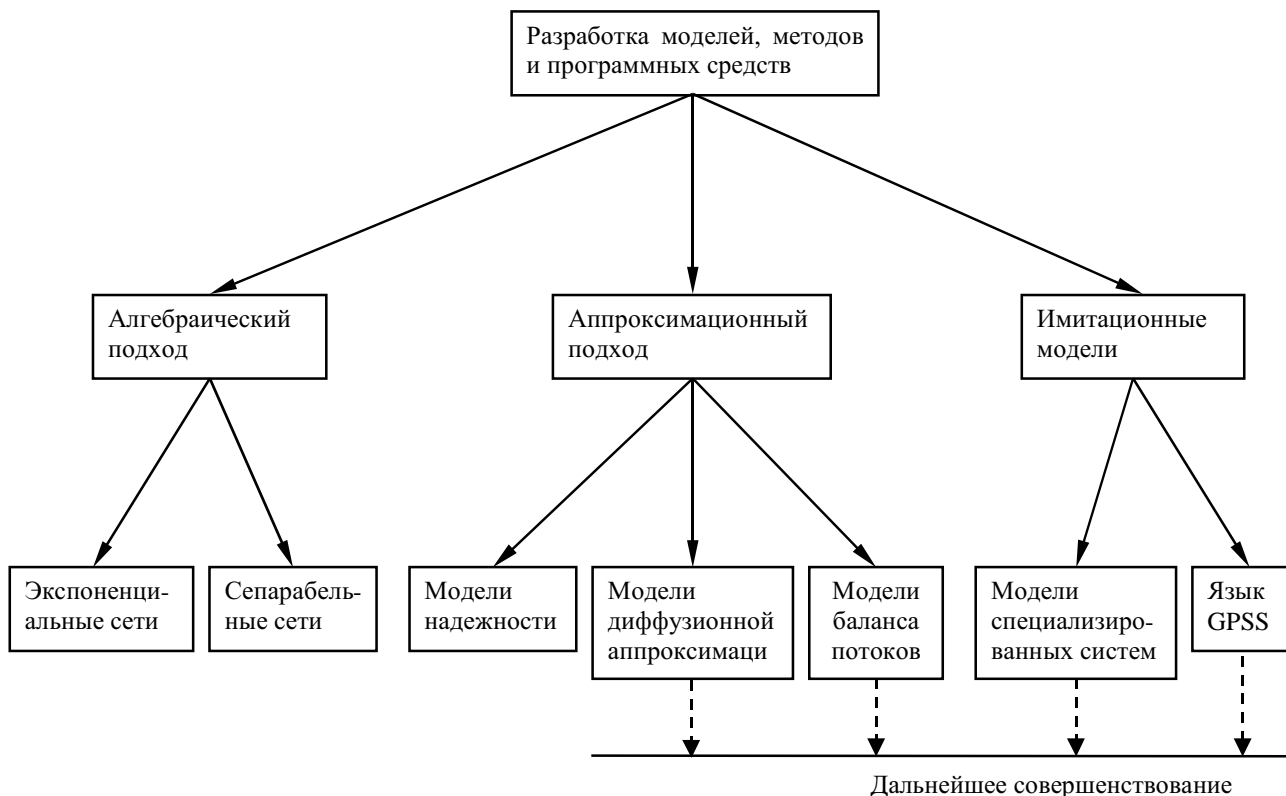 Разработка моделей, методов
и программных средств
Алгебраический
подход
Аппроксимационный
подход
Имитационные
модели
Экспоненци-
альные сети
Сепарабель-
ные сети
Модели
надежности
Модели
диффузионной
аппроксимаци
Модели
баланса
потоков
Модели
специализиро-
ванных систем
Язык
GPSS
Дальнейшее совершенствование